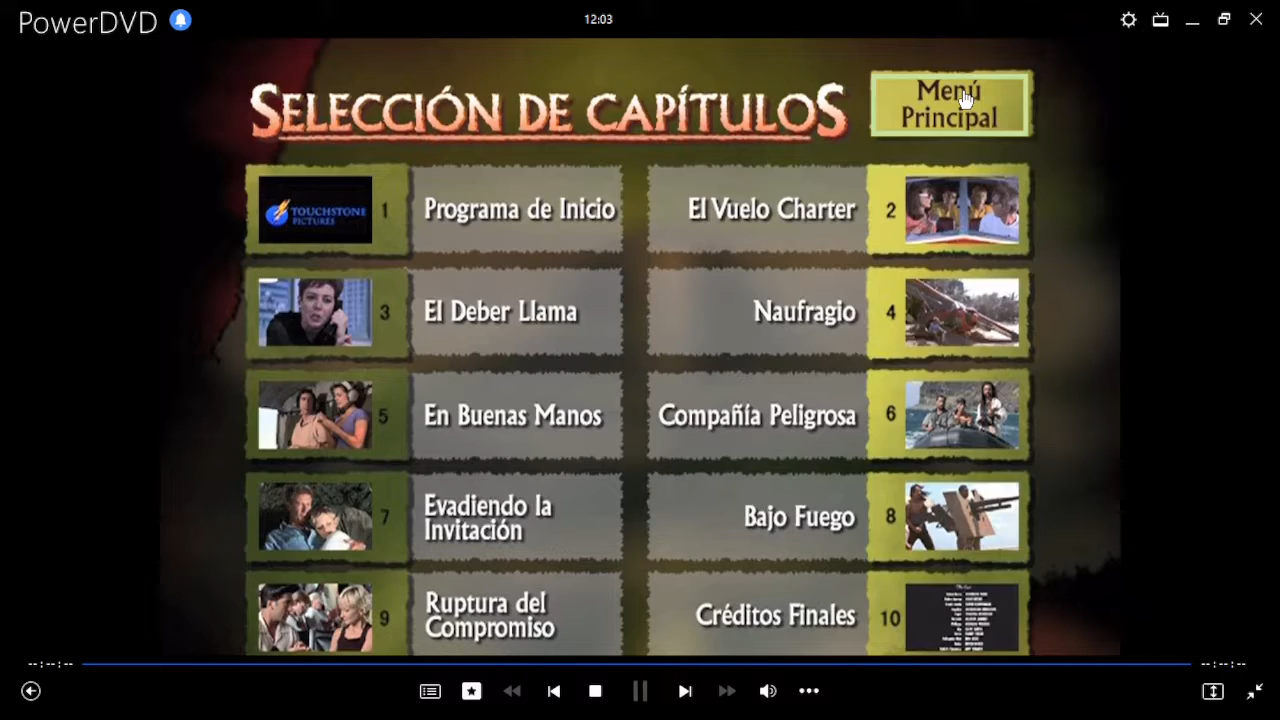 PowerDVD
12:03
SELECCIÓN DE CAPÍTULOS
Menú
Principal
TOUCHSTONE
PICTURES
1
Programa de Inicio
El Vuelo Charter
2
3
El Deber Llama
Naufragio
4
5
En Buenas Manos
Compañía Peligrosa
6
7
Evadiendo la
Invitación
Bajo Fuego
8
9
Ruptura del
Compromiso
Créditos Finales
10
--:--:--
--:--:--